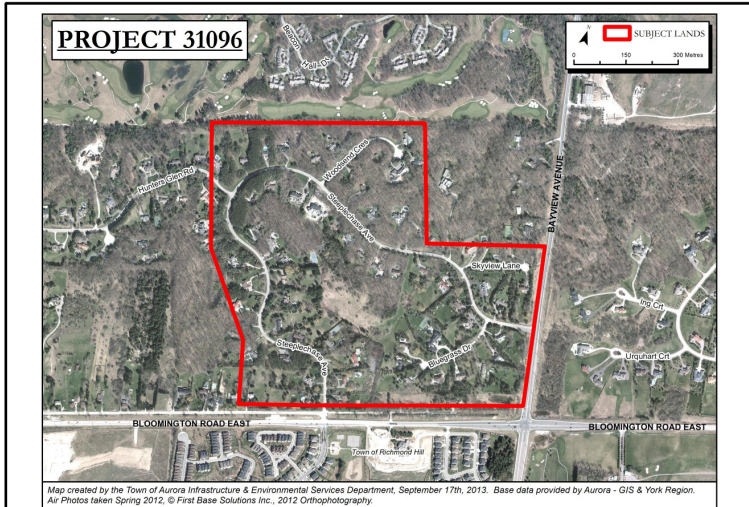 PROJECT 31096
SUBJECT LANDS
0 150 300 Metres
Beacon Hall Dr
Hunters Glen Rd
Woodsend Cres
Steeplechase Ave
BAYVIEW AVENUE
Skyview Lane
Ing Crt
Steeplechase Ave
Bluegrass Dr
Urquhart Crt
BLOOMINGTON ROAD EAST
BLOOMINGTON ROAD EAST
Town of Richmond Hill
Map created by the Town of Aurora Infrastructure & Environmental Services Department, September 17th, 2013. Base data provided by Aurora - GIS & York Region.
Air Photos taken Spring 2012, © First Base Solutions Inc., 2012 Orthophotography.